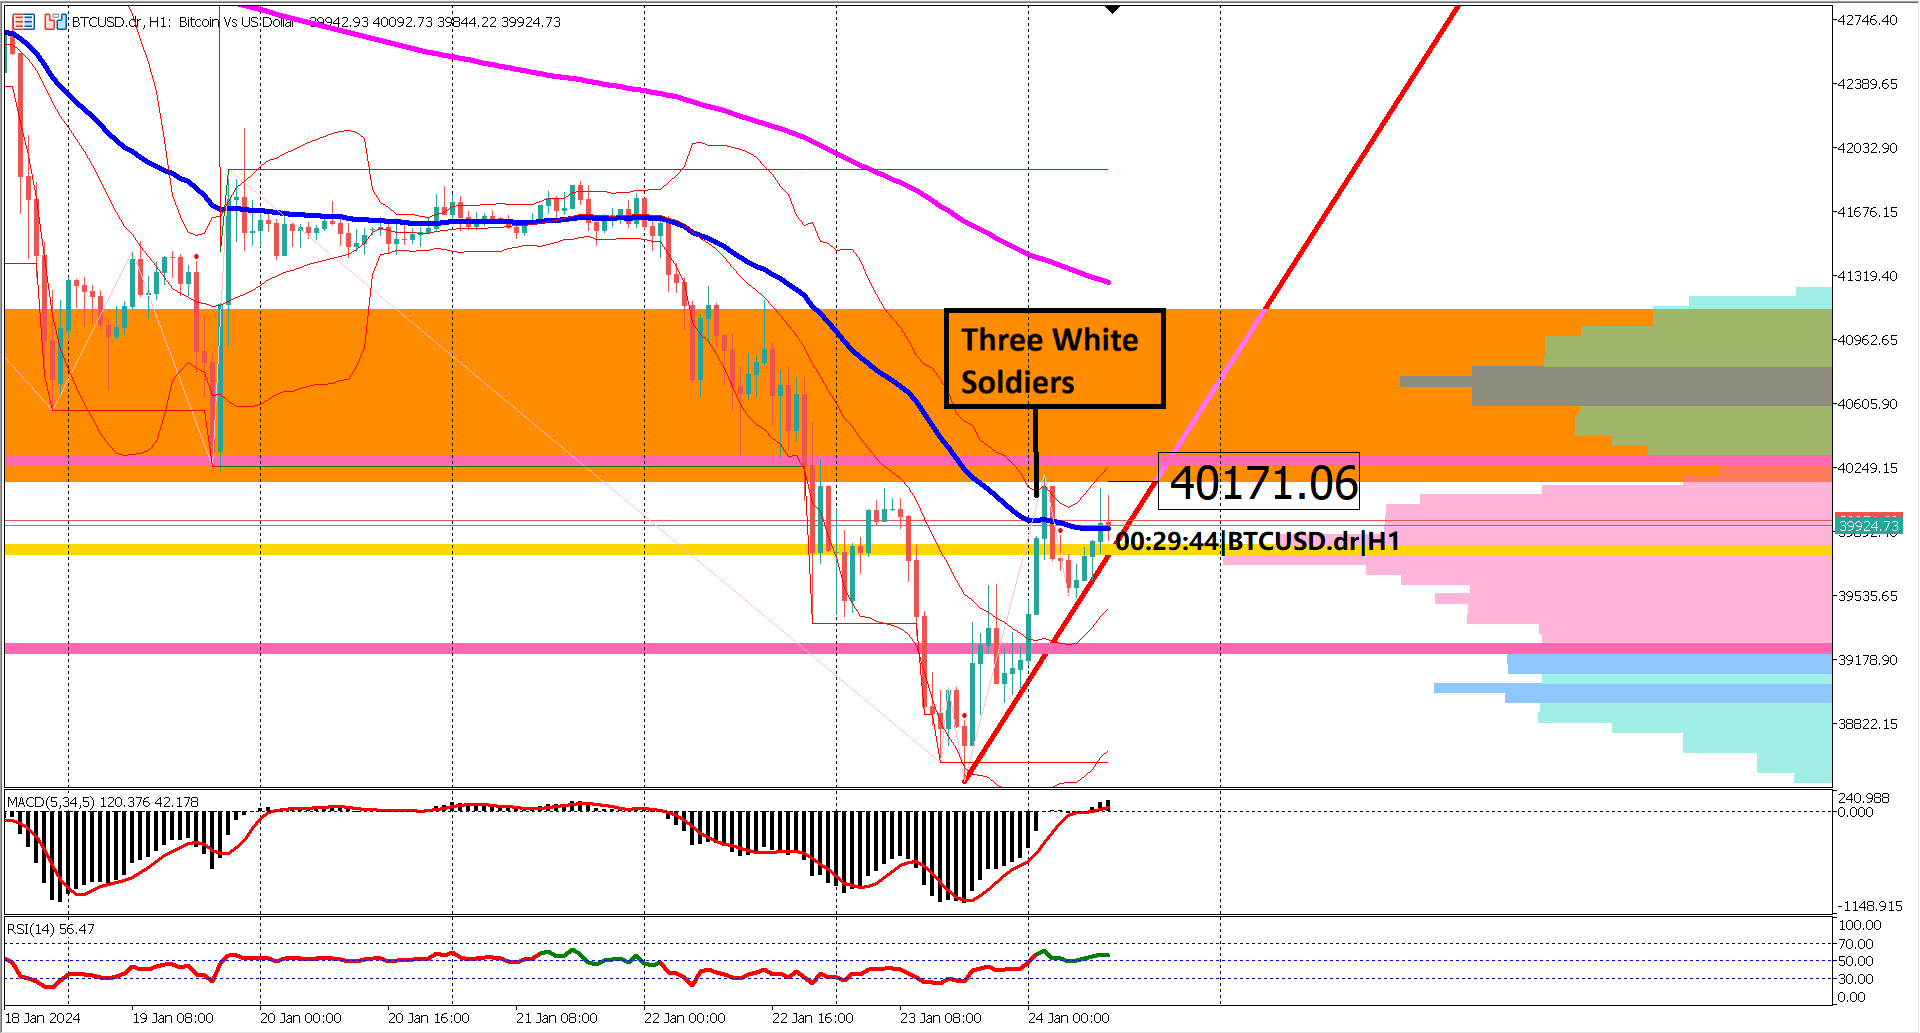 BTCUSD.dr, H1: Bitcoin Vs US Dollar 39942.93 40092.73 39844.22 39924.73
42746.40
42389.65
42032.90
41676.15
41319.40
40962.65
40605.90
40249.15
39924.73
39535.65
39178.90
38822.15
Three White
Soldiers
40171.06
00:29:44|BTCUSD.dr|H1
MACD(5,34,5) 120.376 42.178
240.988
0.000
-1148.915
RSI(14) 56.47
100.00
70.00
50.00
30.00
0.00
18 Jan 2024
19 Jan 08:00
20 Jan 00:00
20 Jan 16:00
21 Jan 08:00
22 Jan 00:00
22 Jan 16:00
23 Jan 08:00
24 Jan 00:00